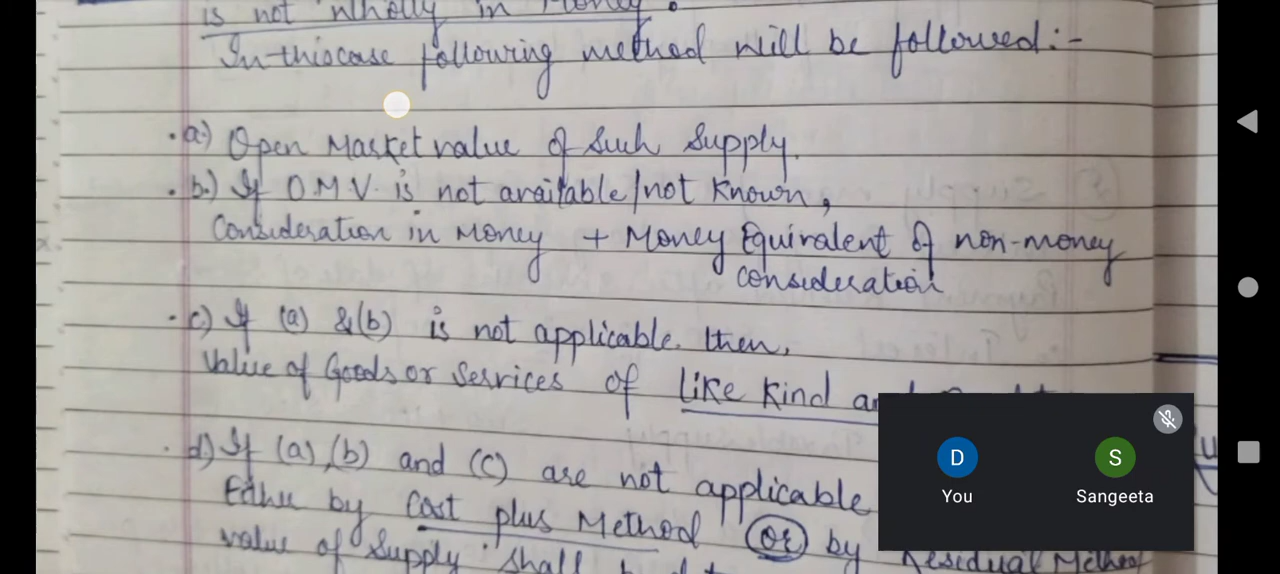 is not wholly in Money.
In this case following method will be followed:-
a) Open Market value of Such Supply.
b) If O.M.V. is not available/not known,
Consideration in Money + Money Equivalent of non-money
consideration
c) If (a) &(b) is not applicable. then,
Value of Goods or Services of like kind
d) If (a), (b) and (c) are not applicable
Either by Cost plus Method (or) by Residual Method
value of Supply shall
D
You
S
Sangeeta